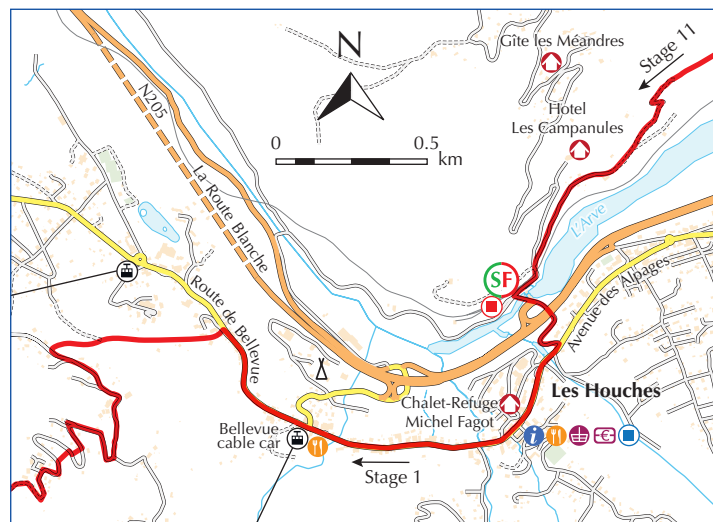 N
Gîte les Méandres
Stage 11
Hotel
Les Campanules
N205
0 0.5
km
La Route Blanche
L'Arve
SF
Avenue des Alpages
Route de Bellevue
Les Houches
Chalet-Refuge
Michel Fagot
Bellevue
cable car
i
€
Stage 1